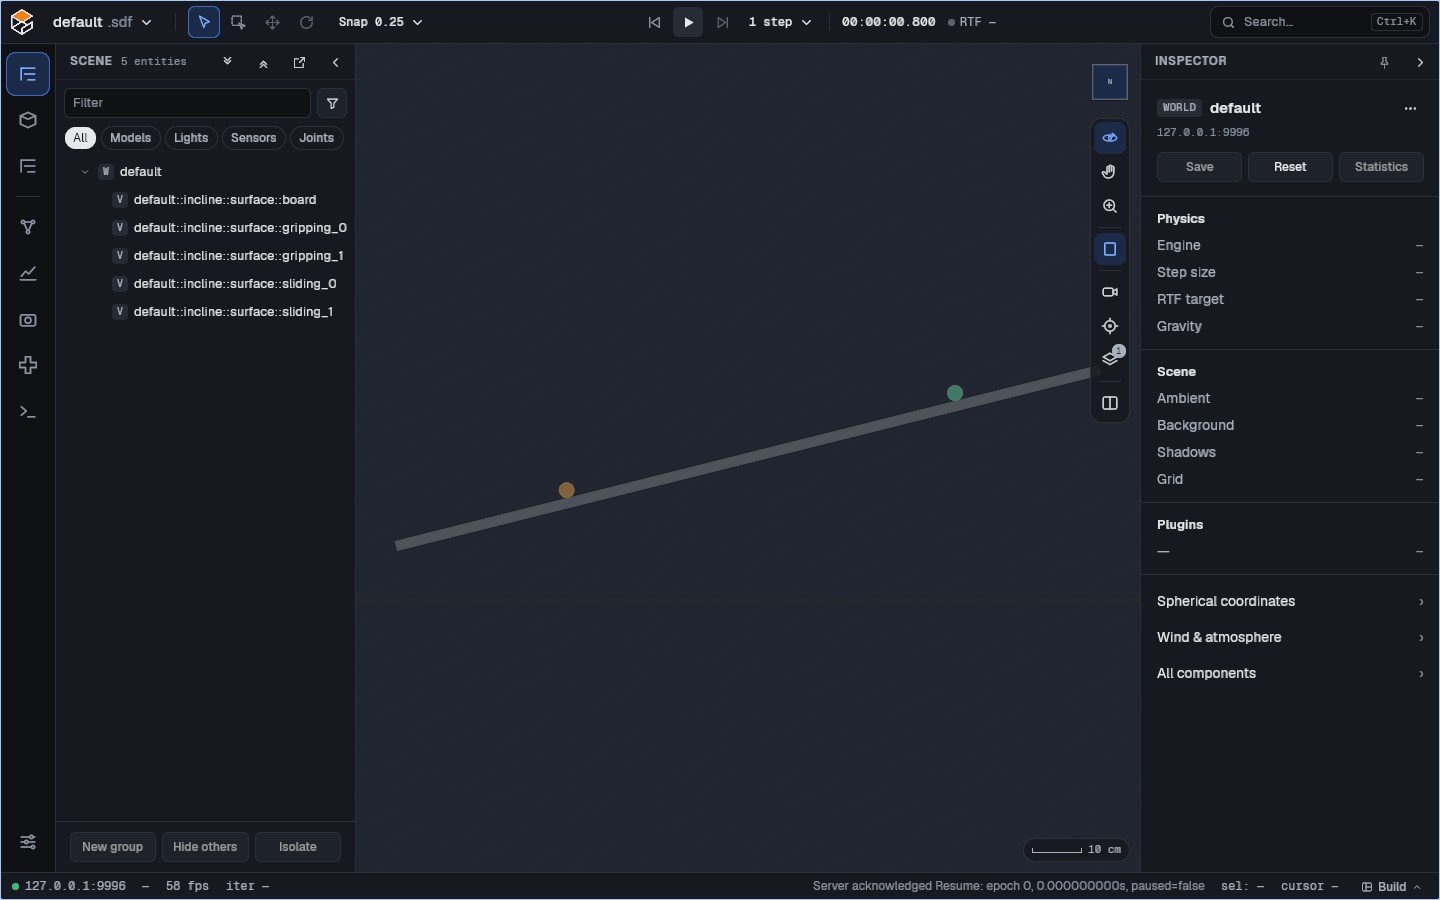 default .sdf
Snap 0.25
1 step
00:00:00.800
RTF –
Search…
Ctrl+K
SCENE 5 entities
Filter
All
Models
Lights
Sensors
Joints
W default
V default::incline::surface::board
V default::incline::surface::gripping_0
V default::incline::surface::gripping_1
V default::incline::surface::sliding_0
V default::incline::surface::sliding_1
New group
Hide others
Isolate
N
1
10 cm
INSPECTOR
WORLD default
127.0.0.1:9996
Save
Reset
Statistics
Physics
Engine –
Step size –
RTF target –
Gravity –
Scene
Ambient –
Background –
Shadows –
Grid –
Plugins
— –
Spherical coordinates ›
Wind & atmosphere ›
All components ›
127.0.0.1:9996 — 58 fps iter —
Server acknowledged Resume: epoch 0, 0.000000000s, paused=false
sel: — cursor —
Build